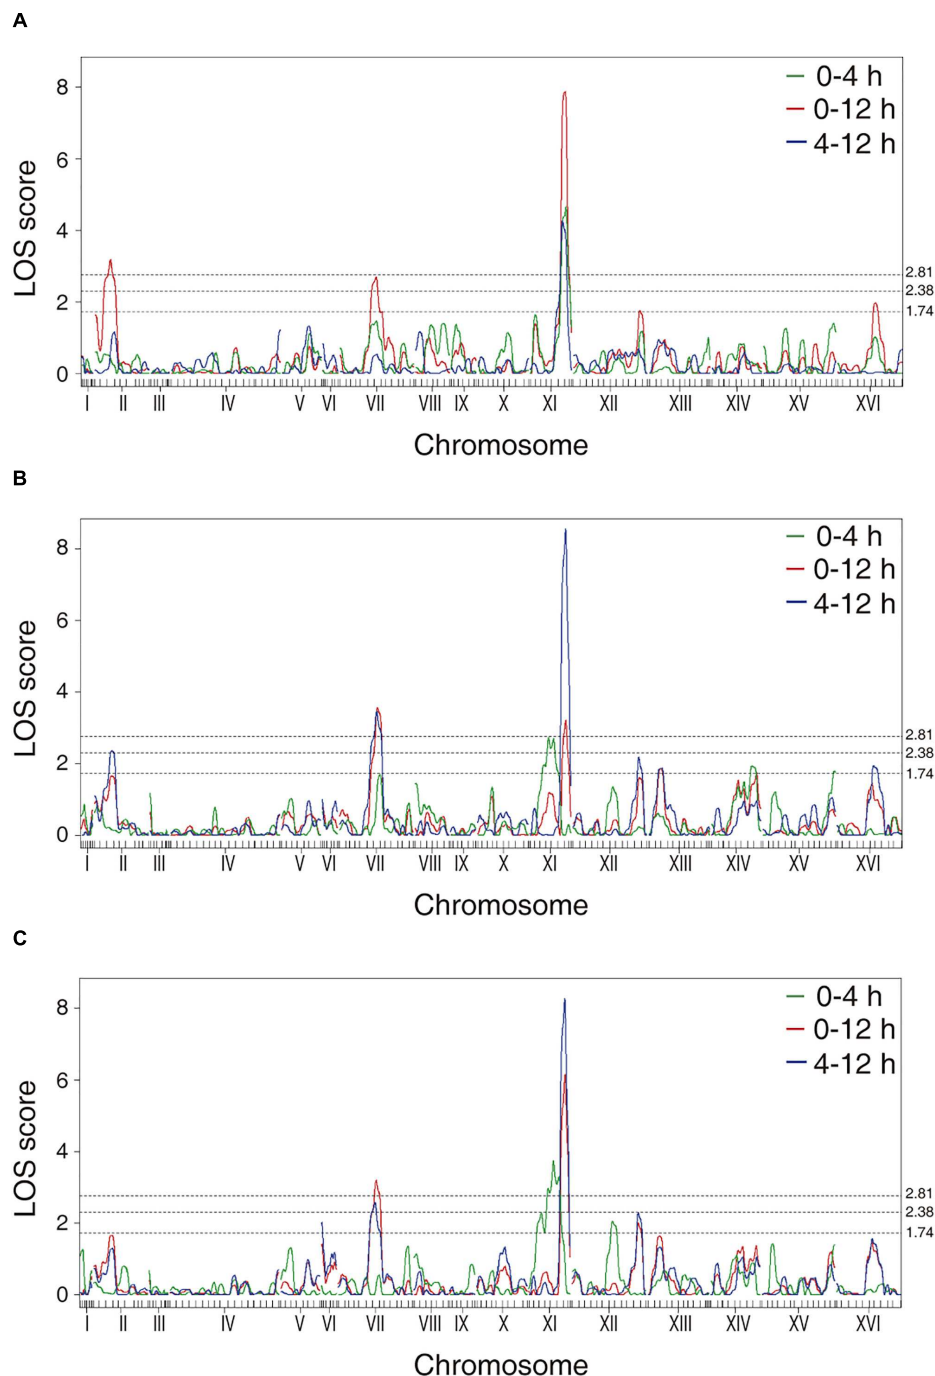 A
LOS score
8
6
4
2
0
0-4 h
0-12 h
4-12 h
2.81
2.38
1.74
I II III IV V VI VII VIII IX X XI XII XIII XIV XV XVI
Chromosome
B
LOS score
8
6
4
2
0
0-4 h
0-12 h
4-12 h
2.81
2.38
1.74
I II III IV V VI VII VIII IX X XI XII XIII XIV XV XVI
Chromosome
C
LOS score
8
6
4
2
0
0-4 h
0-12 h
4-12 h
2.81
2.38
1.74
I II III IV V VI VII VIII IX X XI XII XIII XIV XV XVI
Chromosome